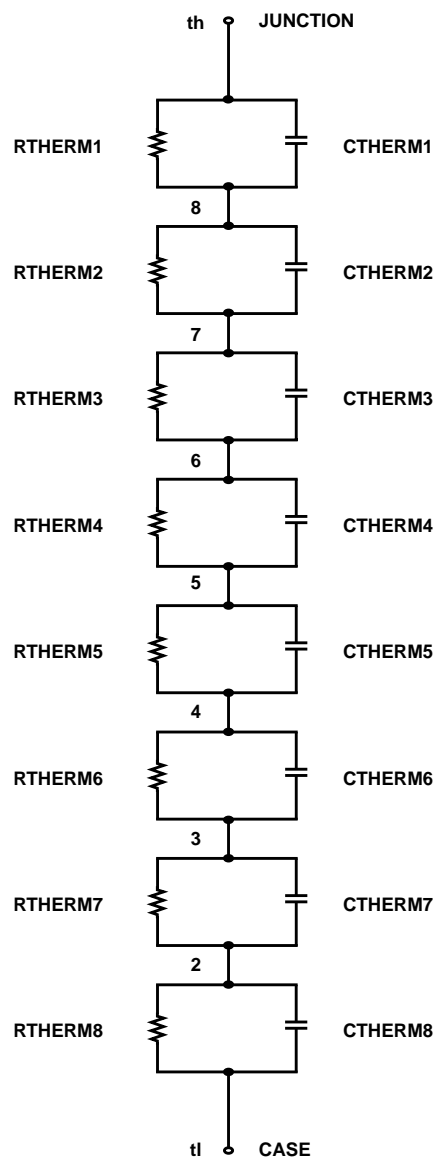 th JUNCTION
RTHERM1 CTHERM1
8
RTHERM2 CTHERM2
7
RTHERM3 CTHERM3
6
RTHERM4 CTHERM4
5
RTHERM5 CTHERM5
4
RTHERM6 CTHERM6
3
RTHERM7 CTHERM7
2
RTHERM8 CTHERM8
tl CASE